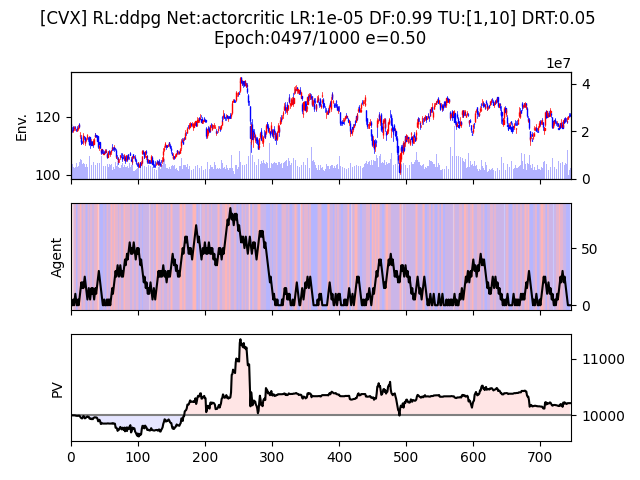 [CVX] RL:ddpg Net:actorcritic LR:1e-05 DF:0.99 TU:[1,10] DRT:0.05
Epoch:0497/1000 e=0.50
1e7
Env.
120
100
4
2
0
Agent
50
0
PV
11000
10000
0 100 200 300 400 500 600 700